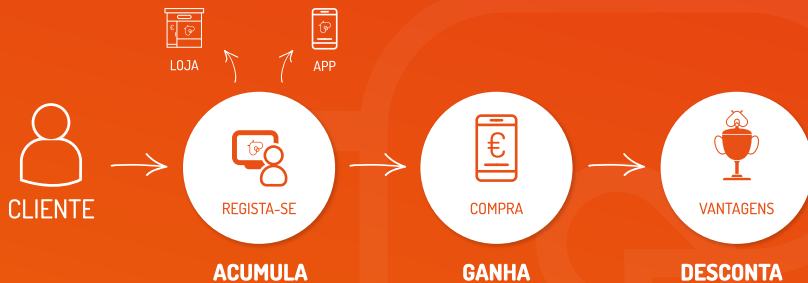 LOJA
APP
CLIENTE
REGISTA-SE
COMPRA
€
VANTAGENS
ACUMULA
GANHA
DESCONTA